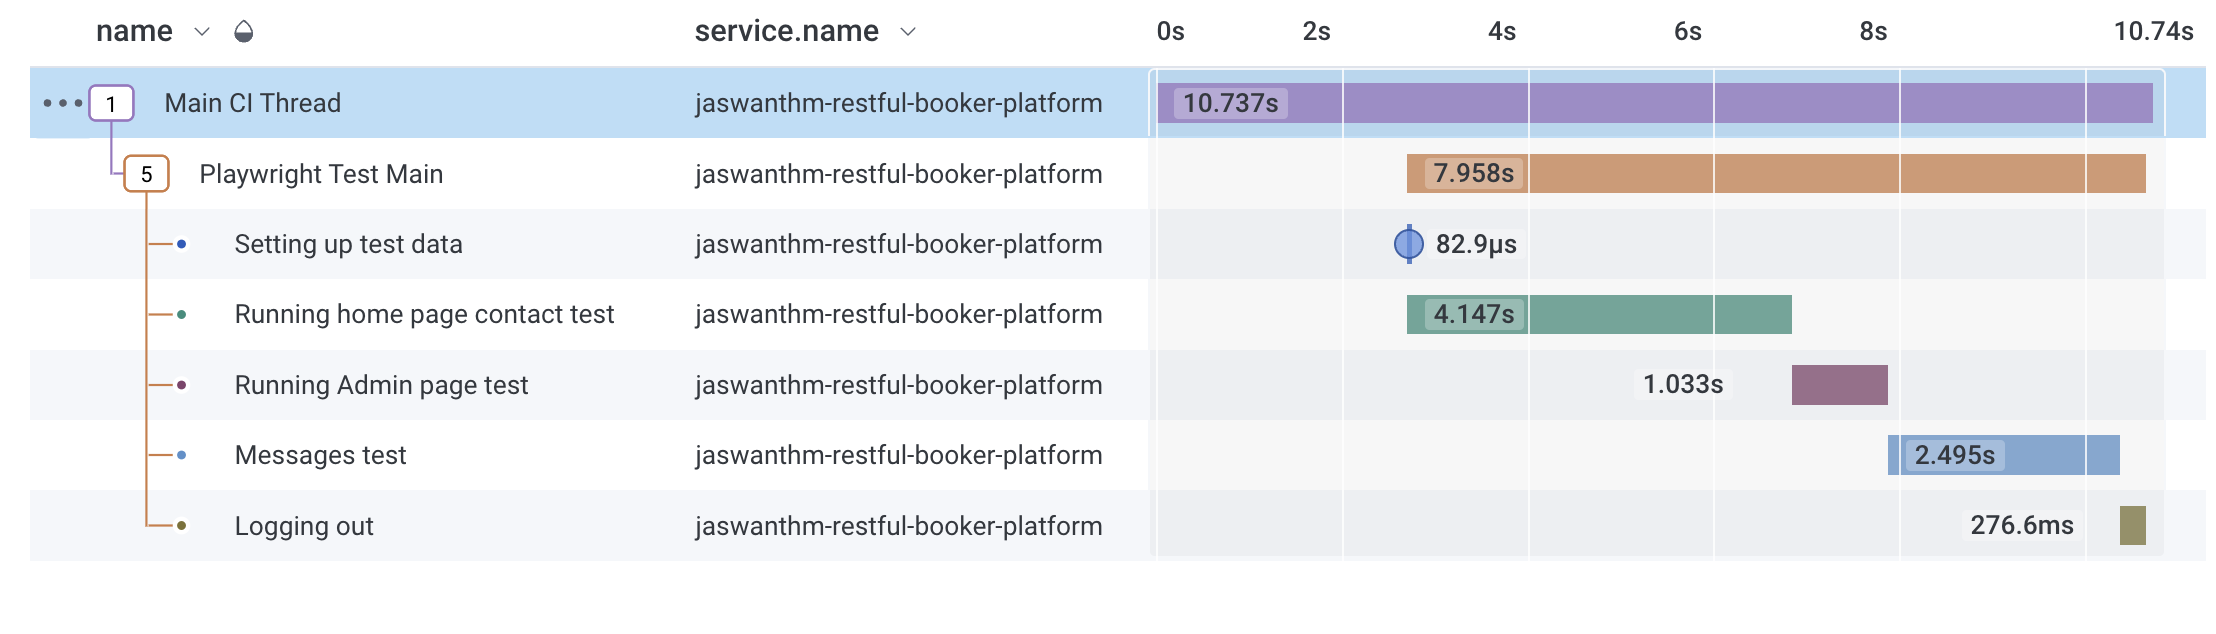 name service.name 0s 2s 4s 6s 8s 10.74s
1 Main CI Thread jaswanthm-restful-booker-platform 10.737s
5 Playwright Test Main jaswanthm-restful-booker-platform 7.958s
Setting up test data jaswanthm-restful-booker-platform 82.9µs
Running home page contact test jaswanthm-restful-booker-platform 4.147s
Running Admin page test jaswanthm-restful-booker-platform 1.033s
Messages test jaswanthm-restful-booker-platform 2.495s
Logging out jaswanthm-restful-booker-platform 276.6ms